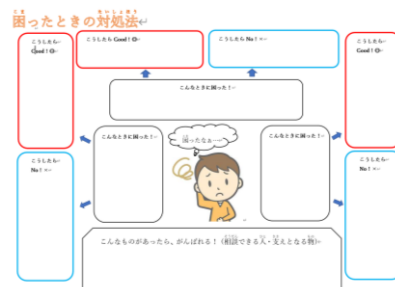 困ったときの対処法
こうしたら
Good！😊
こうしたら Good！😊
こうしたら No！
こうしたら
Good！😊
こんなときに困った！
こんなときに困った！
困ったなぁ…
こんなときに困った！
こうしたら
No！
こうしたら
No！
こんなものがあったら、がんばれる！（相談できる人・支えとなる物）